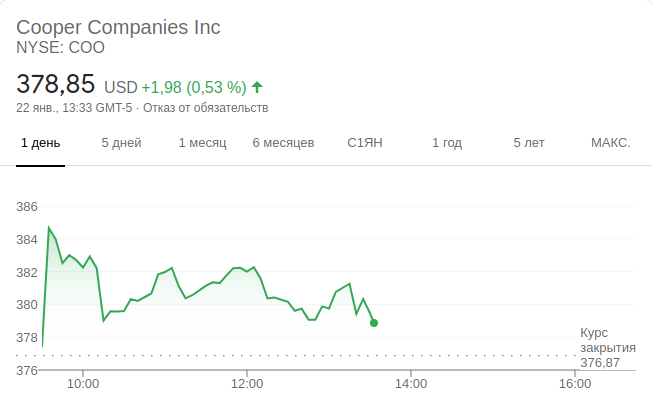 Cooper Companies Inc
NYSE: COO
378,85 USD +1,98 (0,53 %)
22 янв., 13:33 GMT-5 · Отказ от обязательств
1 день 5 дней 1 месяц 6 месяцев С1ЯН 1 год 5 лет МАКС.
386
384
382
380
378
376
Курс
закрытия
376,87
10:00 12:00 14:00 16:00